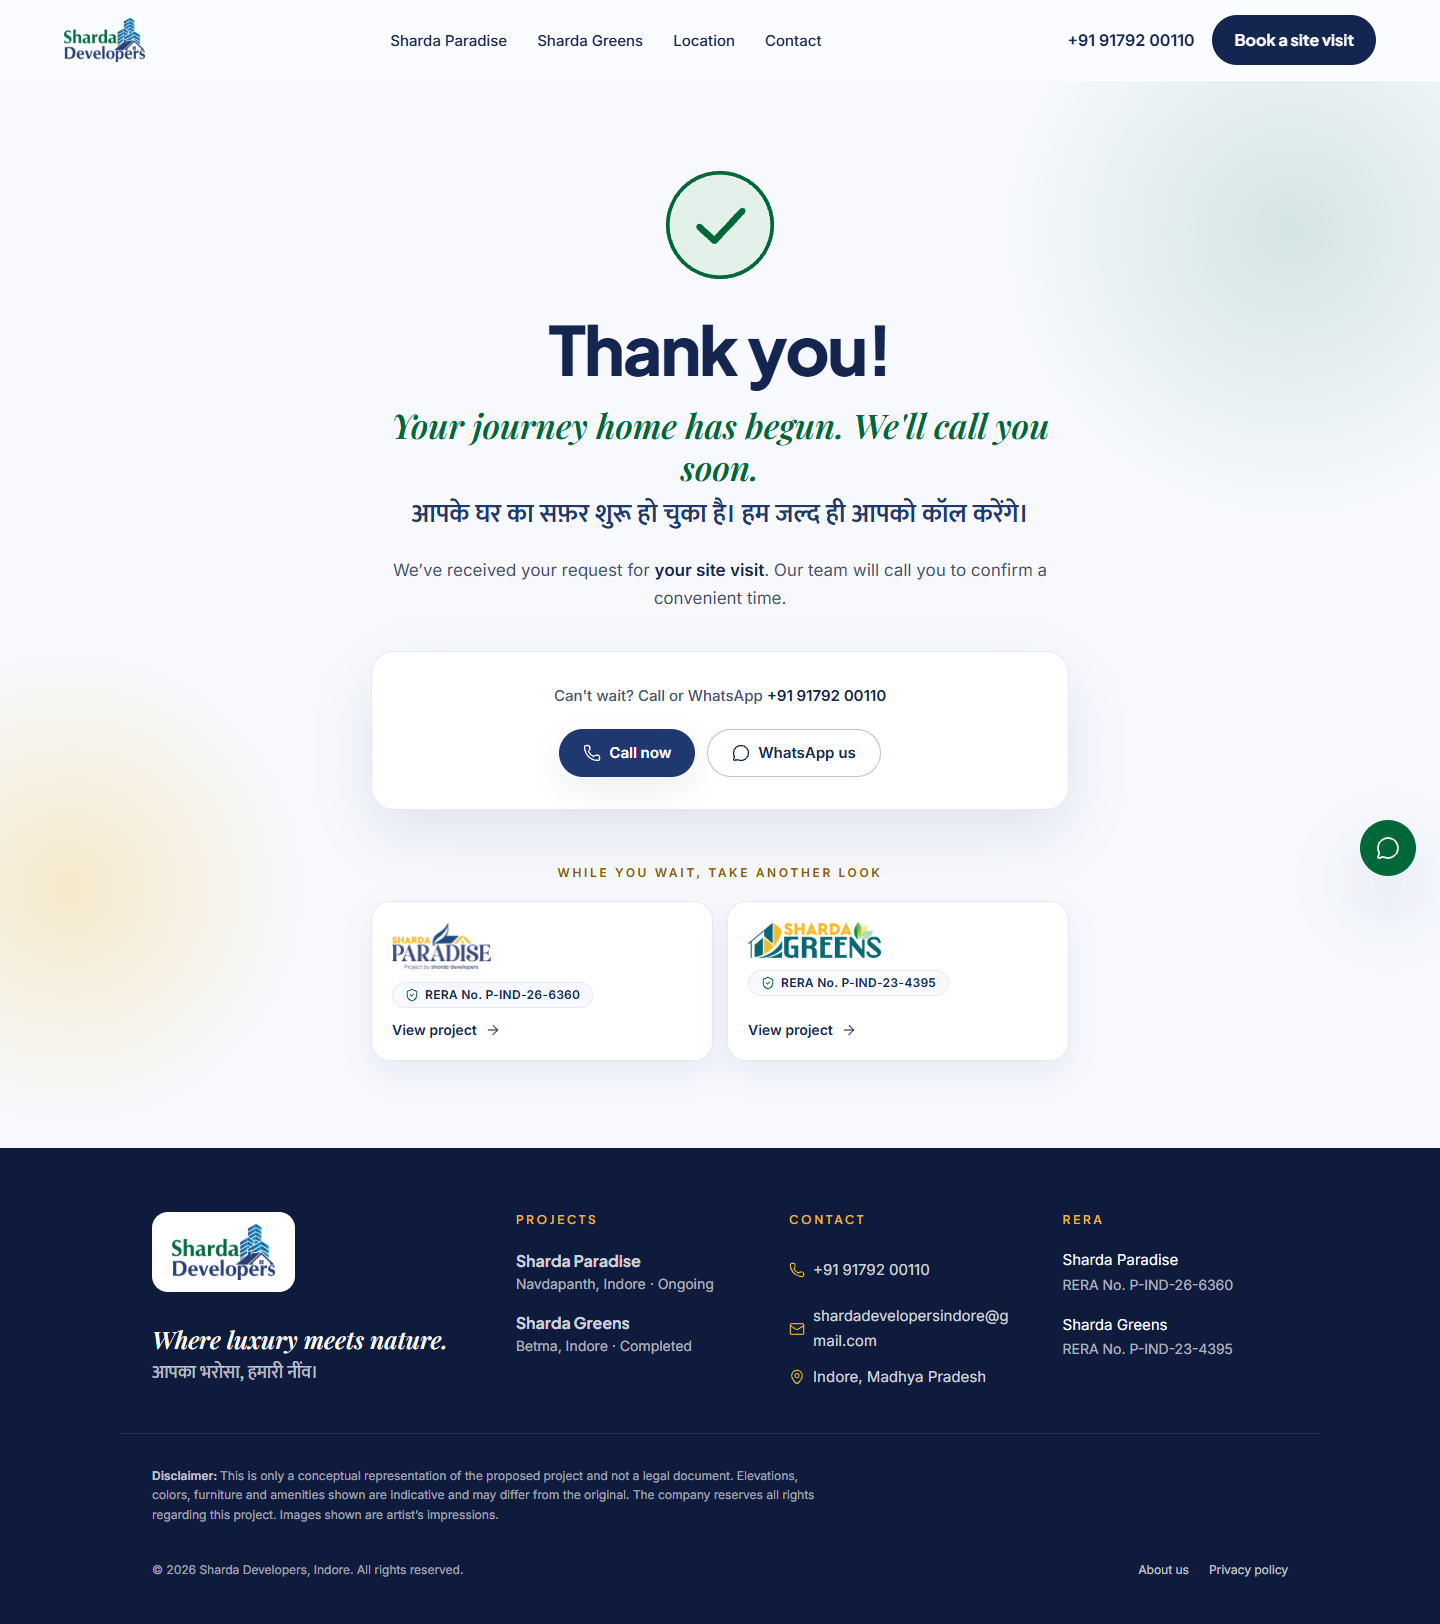 Sharda
Developers
Sharda Paradise
Sharda Greens
Location
Contact
+91 91792 00110
Book a site visit
Thank you!
Your journey home has begun. We'll call you
soon.
आपके घर का सफ़र शुरू हो चुका है। हम जल्द ही आपको कॉल करेंगे।
We’ve received your request for your site visit. Our team will call you to confirm a
convenient time.
Can't wait? Call or WhatsApp +91 91792 00110
Call now
WhatsApp us
WHILE YOU WAIT, TAKE ANOTHER LOOK
SHARDA
PARADISE
Project by sharda developers
RERA No. P-IND-26-6360
View project
SHARDA
GREENS
RERA No. P-IND-23-4395
View project
Sharda
Developers
Where luxury meets nature.
आपका भरोसा, हमारी नींव।
PROJECTS
Sharda Paradise
Navdapanth, Indore · Ongoing
Sharda Greens
Betma, Indore · Completed
CONTACT
+91 91792 00110
shardadevelopersindore@g
mail.com
Indore, Madhya Pradesh
RERA
Sharda Paradise
RERA No. P-IND-26-6360
Sharda Greens
RERA No. P-IND-23-4395
Disclaimer: This is only a conceptual representation of the proposed project and not a legal document. Elevations,
colors, furniture and amenities shown are indicative and may differ from the original. The company reserves all rights
regarding this project. Images shown are artist’s impressions.
© 2026 Sharda Developers, Indore. All rights reserved.
About us
Privacy policy